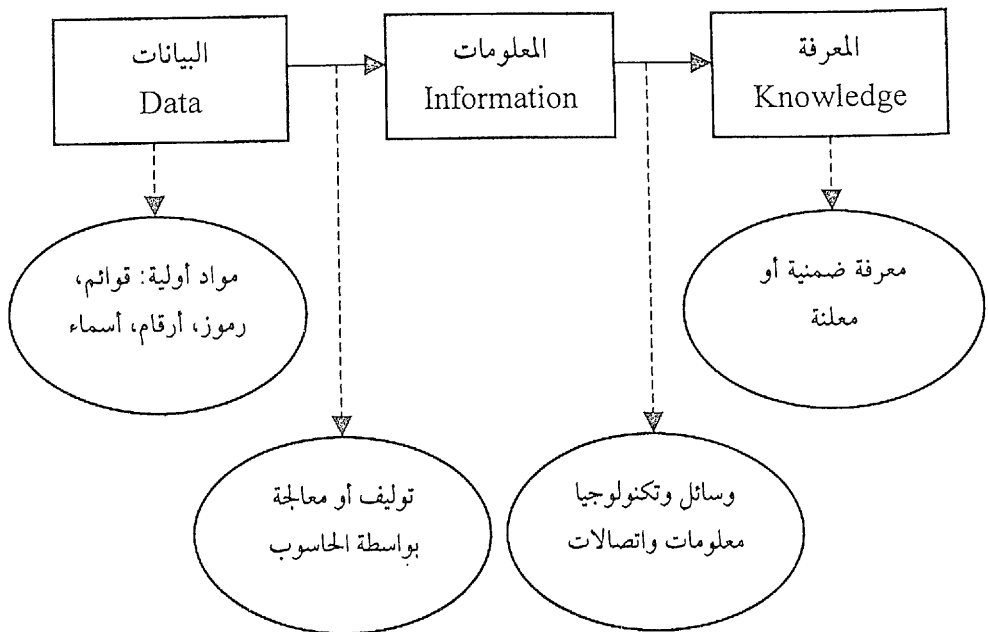 البيانات
Data
المعلومات
Information
المعرفة
Knowledge
مواد أولية: قوائم،
رموز، أرقام، أسماء
معرفة ضمنية أو
معلنة
توليف أو معالجة
بواسطة الحاسوب
وسائل وتكنولوجيا
معلومات واتصالات